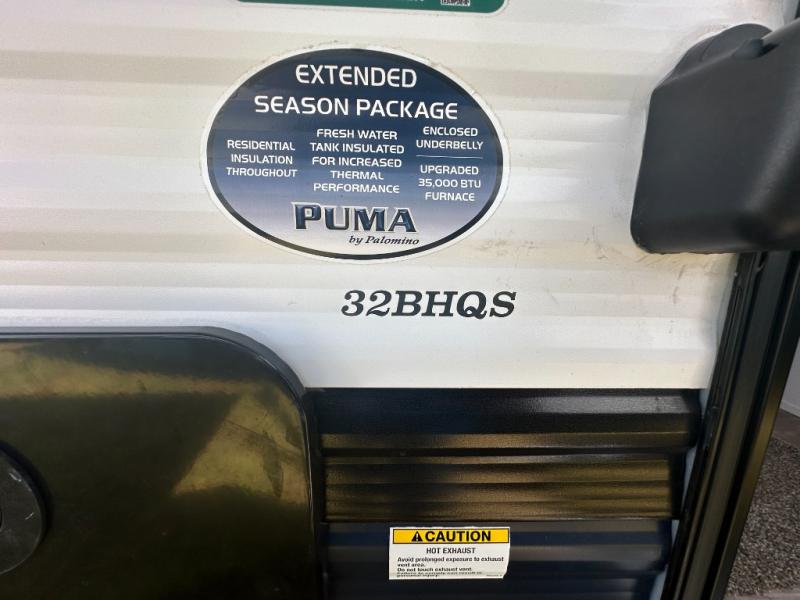 EXTENDED
SEASON PACKAGE
RESIDENTIAL
INSULATION
THROUGHOUT
FRESH WATER
TANK INSULATED
FOR INCREASED
THERMAL
PERFORMANCE
ENCLOSED
UNDERBELLY
UPGRADED
35,000 BTU
FURNACE
PUMA
by Palomino
32BHQS
CAUTION
HOT EXHAUST
Avoid prolonged exposure to exhaust
vent area.
Do not touch exhaust vent.